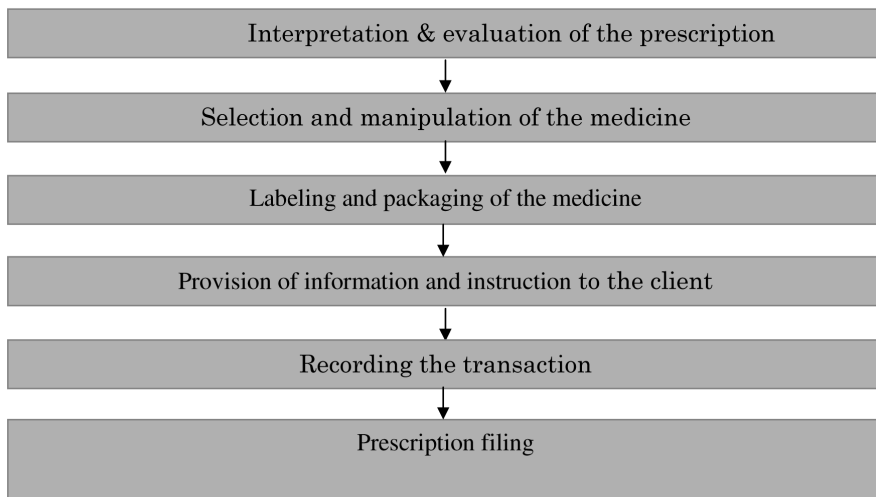 Interpretation & evaluation of the prescription
Selection and manipulation of the medicine
Labeling and packaging of the medicine
Provision of information and instruction to the client
Recording the transaction
Prescription filing